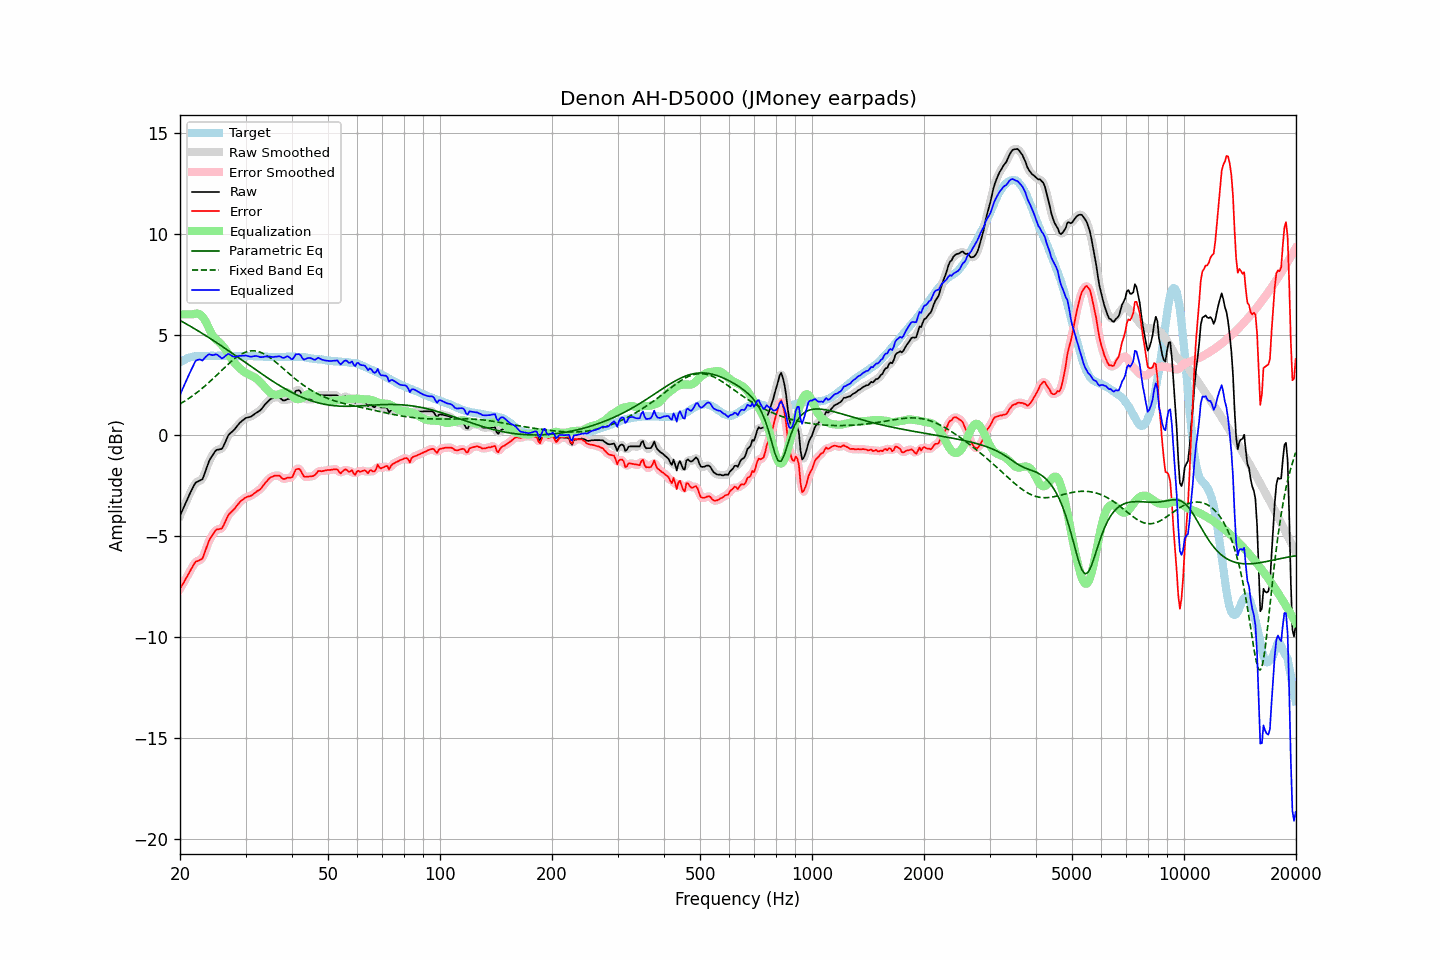 Denon AH-D5000 (JMoney earpads)
Target
Raw Smoothed
Error Smoothed
Raw
Error
Equalization
Parametric Eq
Fixed Band Eq
Equalized
15
10
5
0
−5
−10
−15
−20
Amplitude (dBr)
20 50 100 200 500 1000 2000 5000 10000 20000
Frequency (Hz)